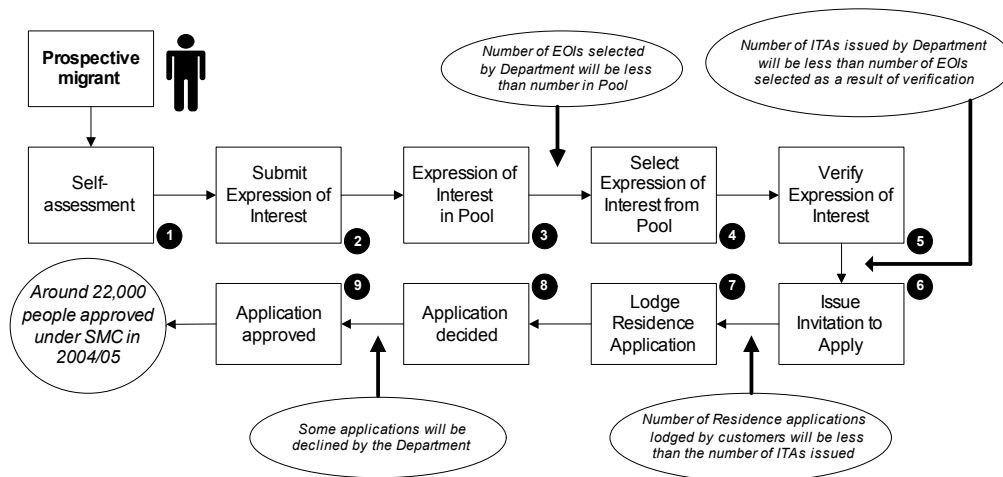 Prospective
migrant
Number of EOIs selected
by Department will be less
than number in Pool
Number of ITAs issued by Department
will be less than number of EOIs
selected as a result of verification
Self-
assessment
1
Submit
Expression of
Interest
2
Expression of
Interest
in Pool
3
Select
Expression of
Interest from
Pool
4
Verify
Expression of
Interest
5
Issue
Invitation to
Apply
6
Lodge
Residence
Application
7
Application
decided
8
Application
approved
9
Around 22,000
people approved
under SMC in
2004/05
Some applications will be
declined by the Department
Number of Residence applications
lodged by customers will be less
than the number of ITAs issued